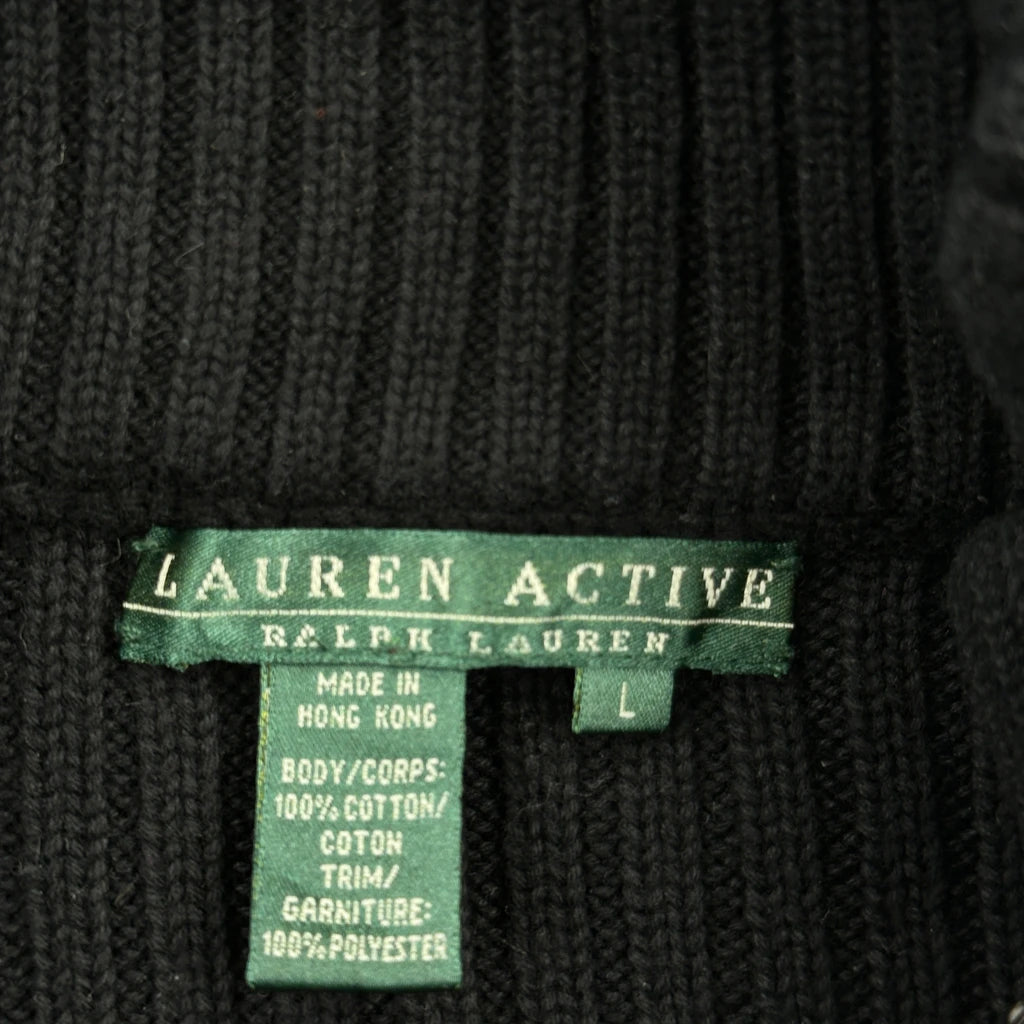 LAUREN ACTIVE
RALPH LAUREN
MADE IN
HONG KONG
L
BODY/CORPS:
100% COTTON/
COTON
TRIM/
GARNITURE:
100% POLYESTER